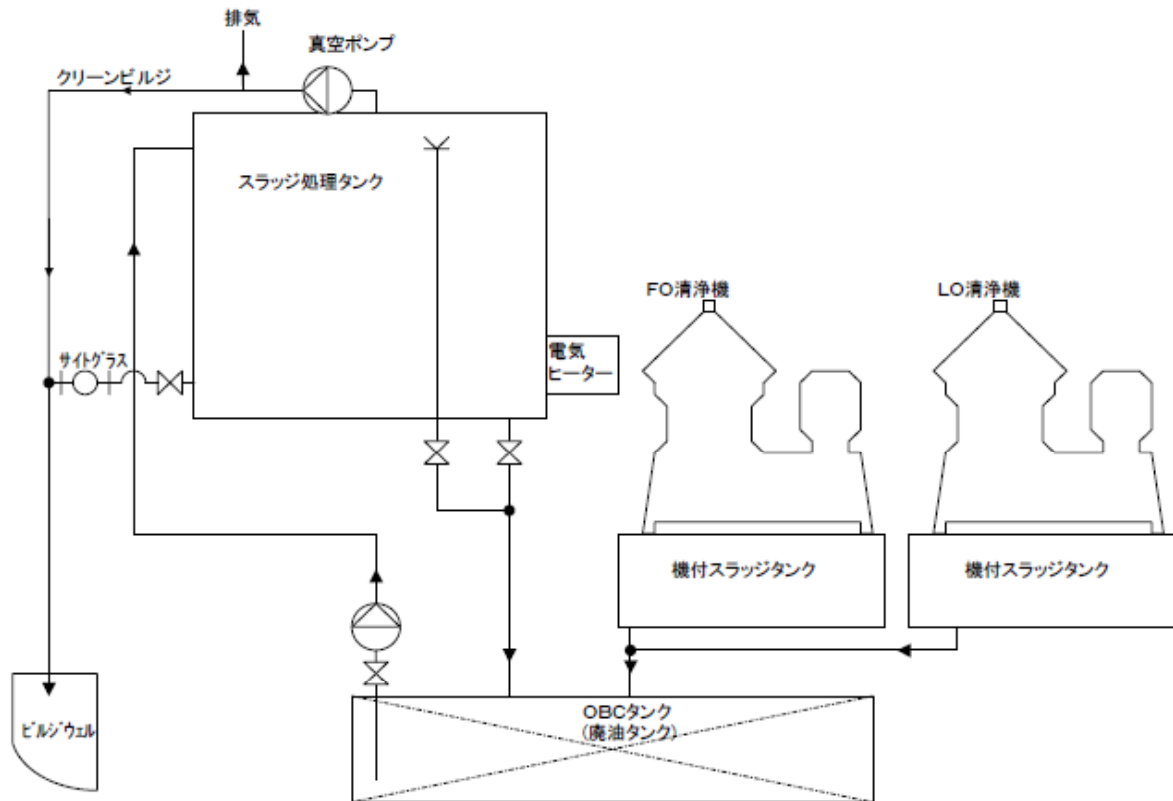 排気
真空ポンプ
クリーンビルジ
スラッジ処理タンク
FO清浄機
LO清浄機
サイトグラス
電気
ヒーター
機付スラッジタンク
機付スラッジタンク
OBCタンク
(廃油タンク)
ビルジウェル